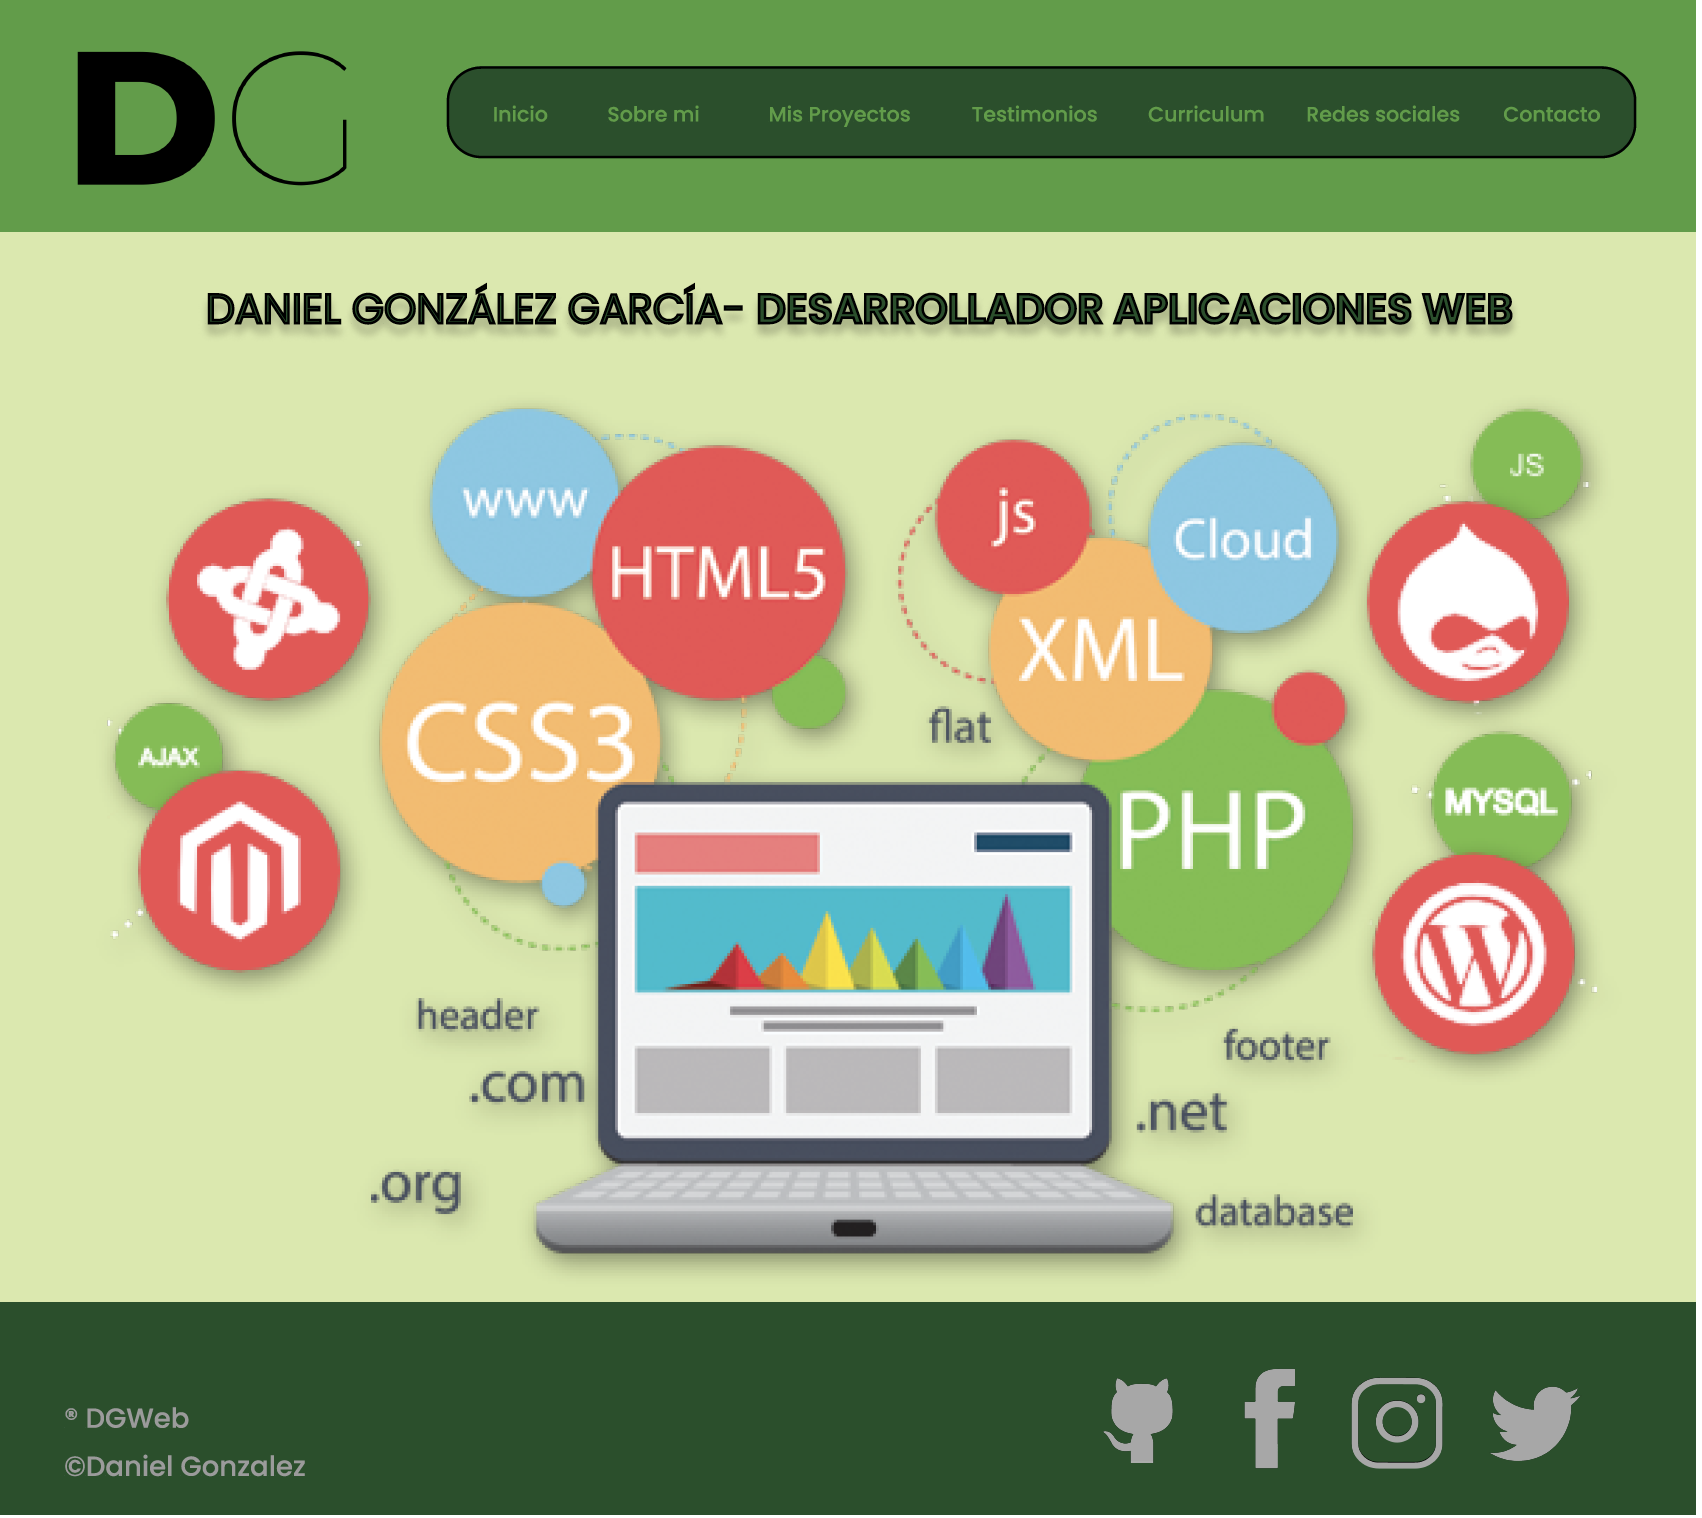 DG
Inicio Sobre mi Mis Proyectos Testimonios Curriculum Redes sociales Contacto
DANIEL GONZÁLEZ GARCÍA- DESARROLLADOR APLICACIONES WEB
www
HTML5
CSS3
AJAX
js
Cloud
XML
flat
PHP
JS
MYSQL
header
.com
.org
footer
.net
database
® DGWeb
©Daniel Gonzalez